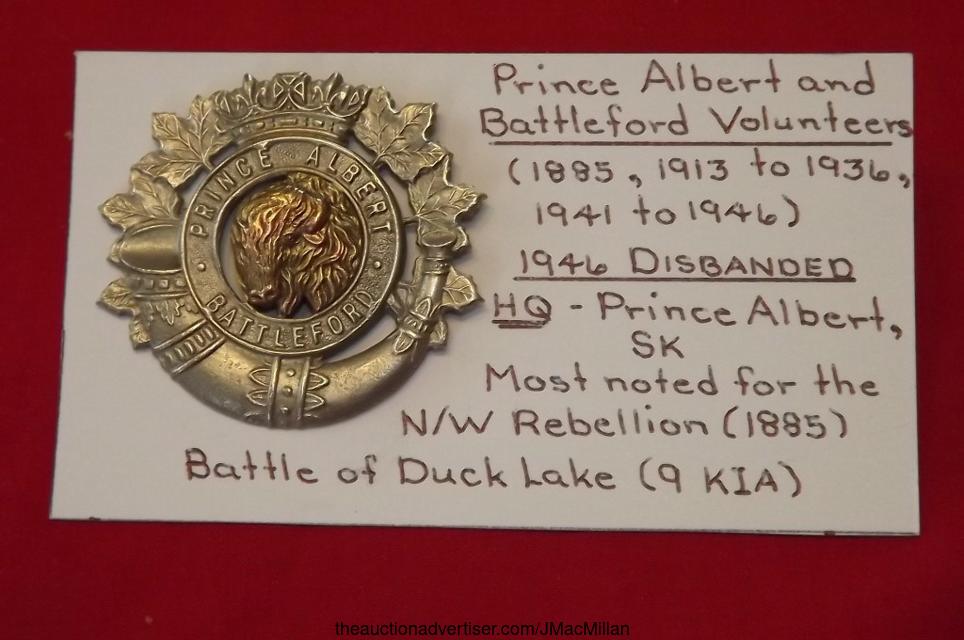 PRINCE ALBERT
BATTLEFORD
Prince Albert and
Battleford Volunteers
(1885, 1913 to 1936,
1941 to 1946)
1946 DISBANDED
HQ - Prince Albert,
SK
Most noted for the
N/W Rebellion (1885)
Battle of Duck Lake (9 KIA)
theauctionadvertiser.com/JMacMillan